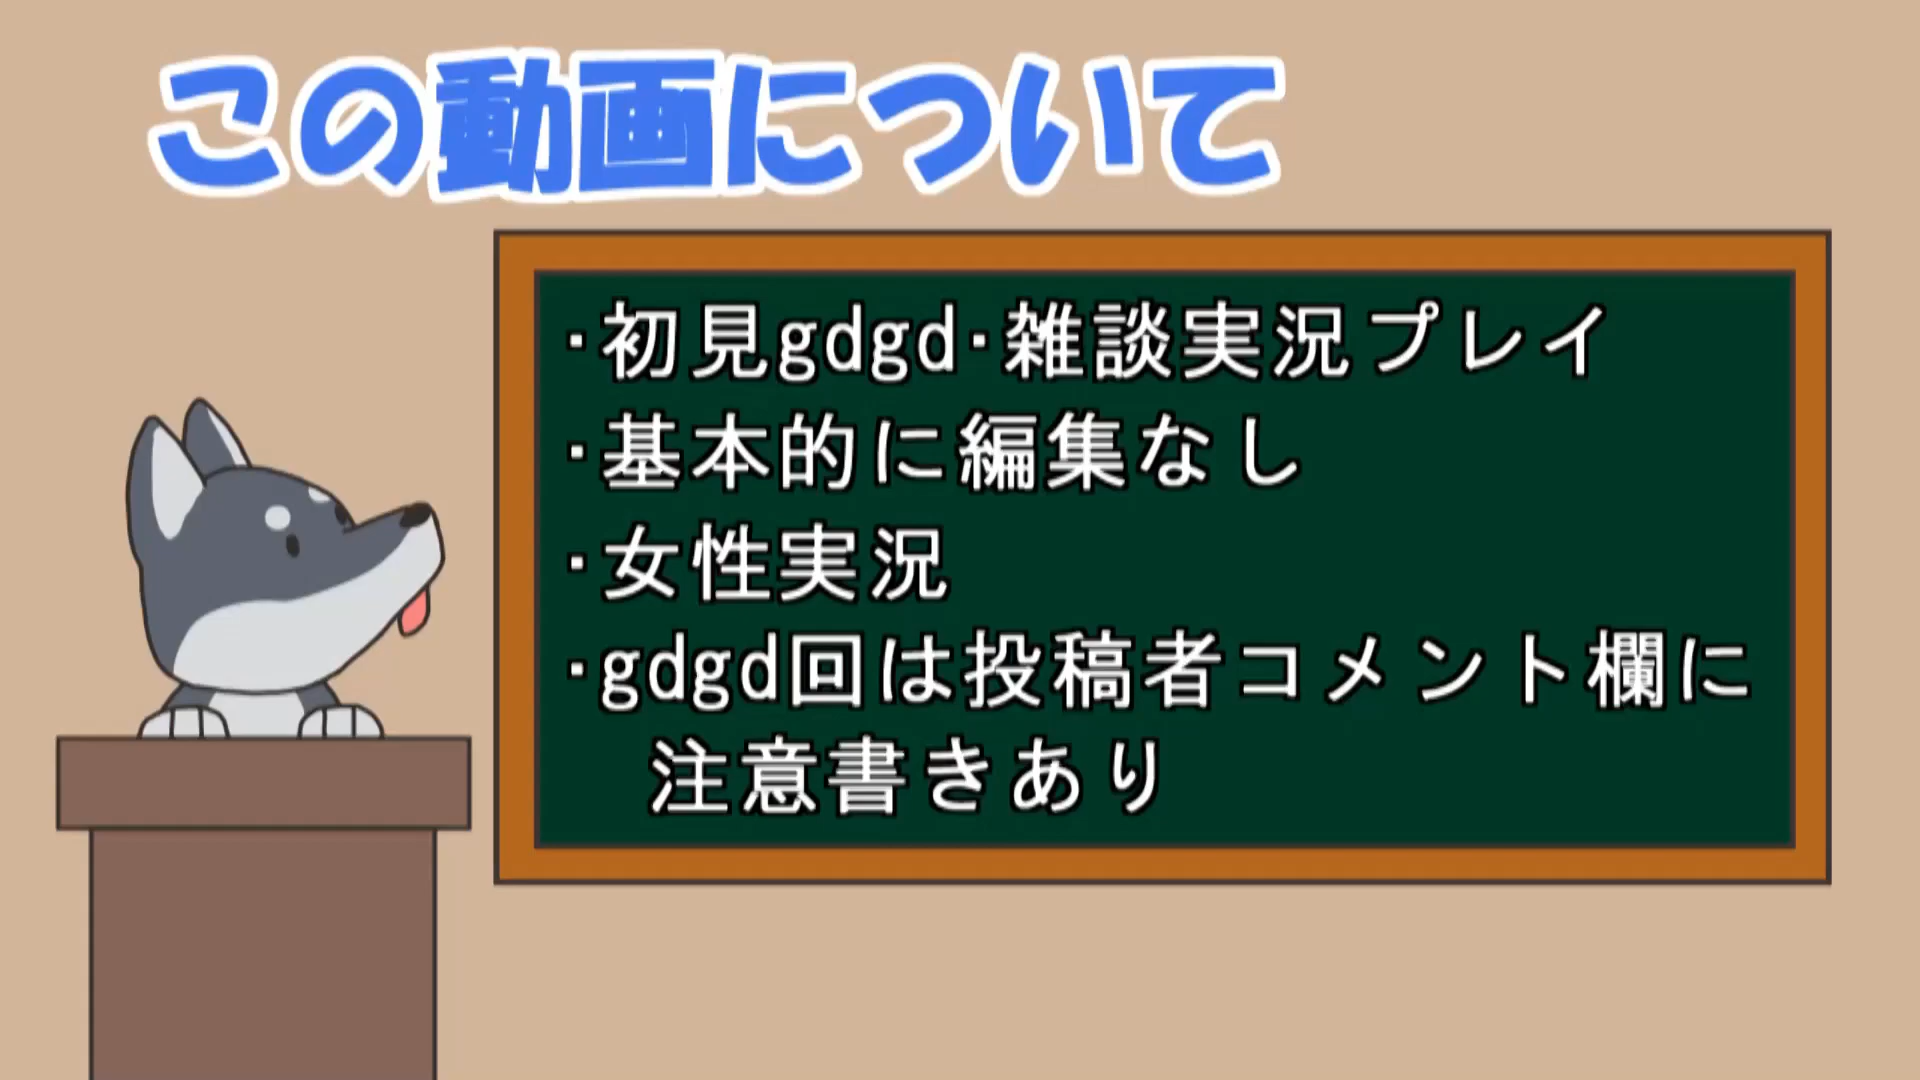 この動画について
・初見gdgd・雑談実況プレイ
・基本的に編集なし
・女性実況
・gdgd回は投稿者コメント欄に
注意書きあり